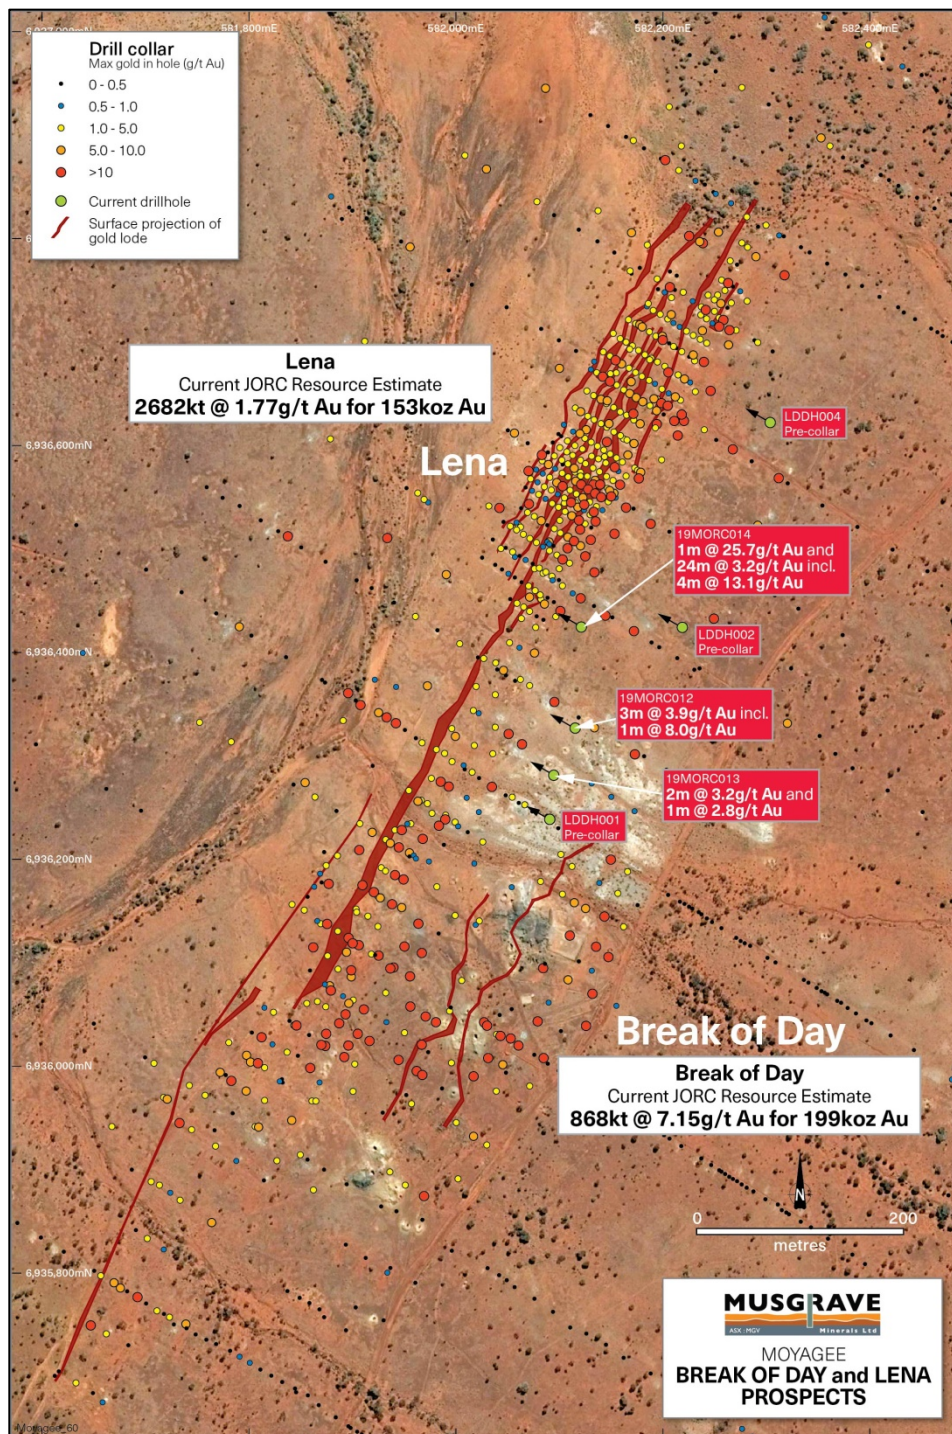 581,800mE
582,000mE
582,200mE
582,400mE
Drill collar
Max gold in hole (g/t Au)
0 - 0.5
0.5 - 1.0
1.0 - 5.0
5.0 - 10.0
>10
Current drillhole
Surface projection of
gold lode
Lena
Current JORC Resource Estimate
2682kt @ 1.77g/t Au for 153koz Au
LDDH004
Pre-collar
6,936,600mN
Lena
19MORC014
1m @ 25.7g/t Au and
24m @ 3.2g/t Au incl.
4m @ 13.1g/t Au
LDDH002
Pre-collar
6,936,400mN
19MORC012
3m @ 3.9g/t Au incl.
1m @ 8.0g/t Au
19MORC013
2m @ 3.2g/t Au and
1m @ 2.8g/t Au
LDDH001
Pre-collar
6,936,200mN
Break of Day
6,936,000mN
Break of Day
Current JORC Resource Estimate
868kt @ 7.15g/t Au for 199koz Au
N
0 200
metres
6,935,800mN
MUSGRAVE
ASX: MGV Minerals Ltd
MOYAGEE
BREAK OF DAY and LENA
PROSPECTS
Moyagee_60